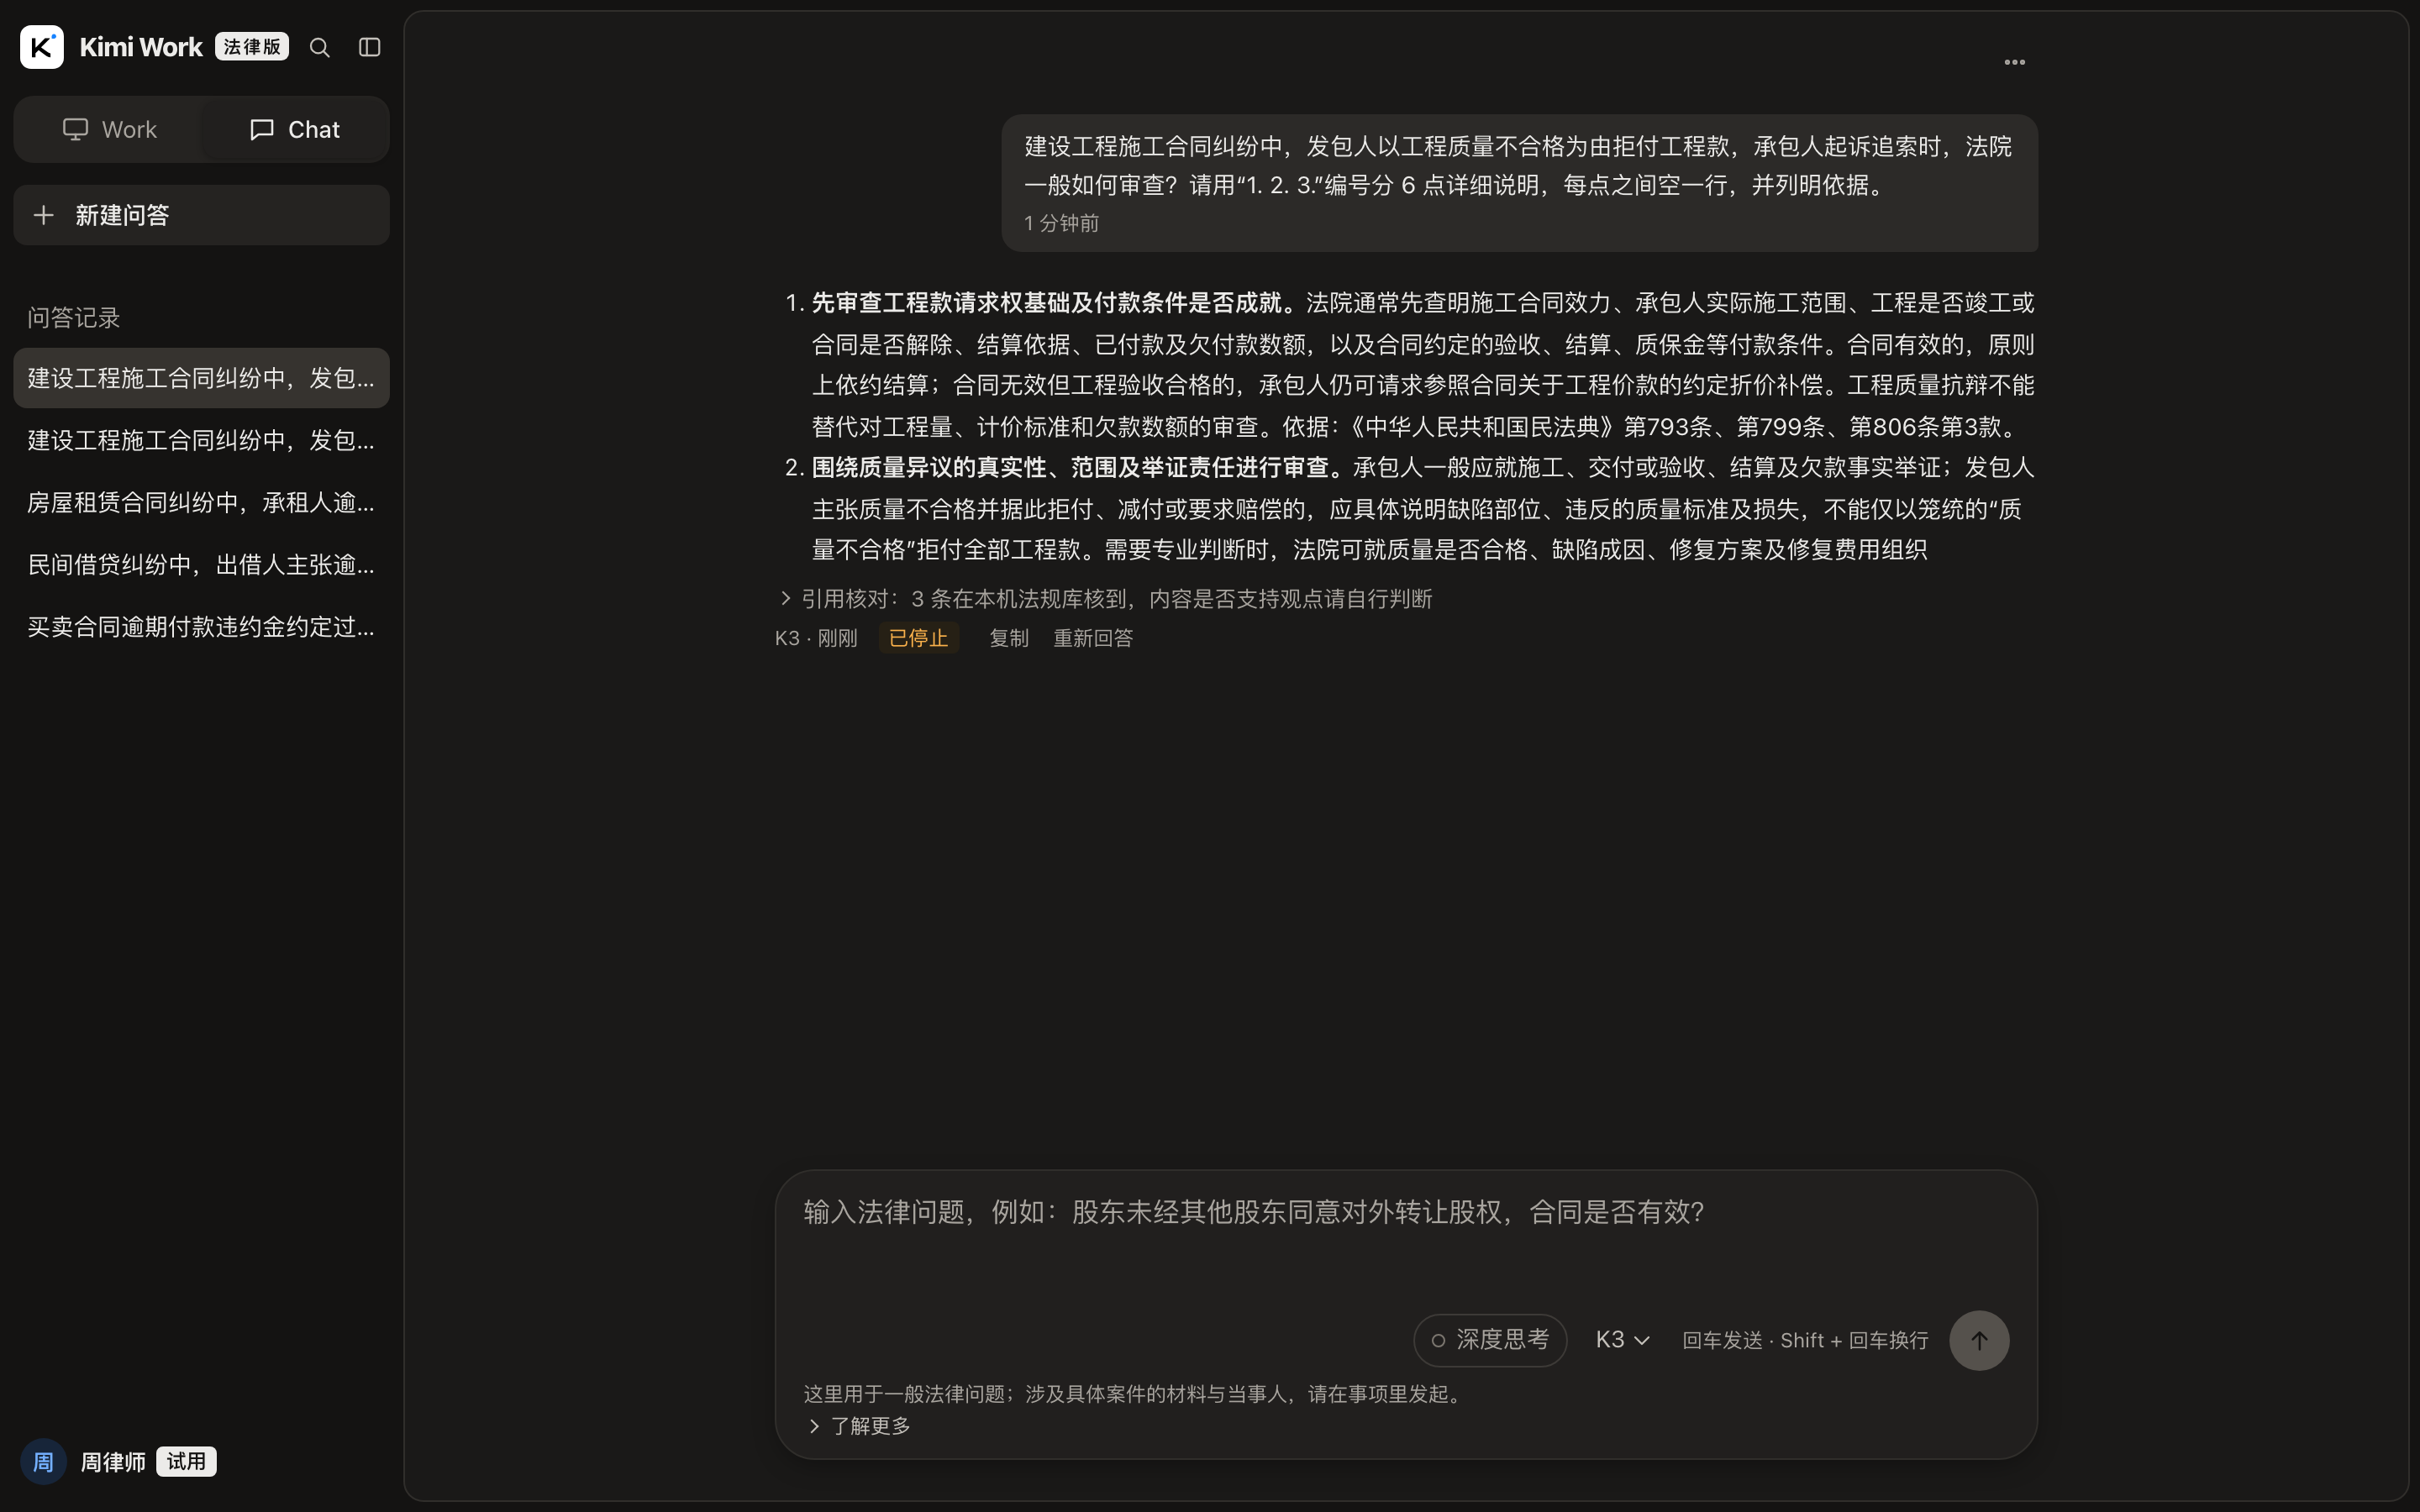 Kimi Work 法律版
Work
Chat
新建问答
问答记录
建设工程施工合同纠纷中，发包...
建设工程施工合同纠纷中，发包...
房屋租赁合同纠纷中，承租人逾...
民间借贷纠纷中，出借人主张逾...
买卖合同逾期付款违约金约定过...
周 周律师 试用
建设工程施工合同纠纷中，发包人以工程质量不合格为由拒付工程款，承包人起诉追索时，法院
一般如何审查？请用“1. 2. 3.”编号分 6 点详细说明，每点之间空一行，并列明依据。
1 分钟前
1. 先审查工程款请求权基础及付款条件是否成就。法院通常先查明施工合同效力、承包人实际施工范围、工程是否竣工或
合同是否解除、结算依据、已付款及欠付款数额，以及合同约定的验收、结算、质保金等付款条件。合同有效的，原则
上依约结算；合同无效但工程验收合格的，承包人仍可请求参照合同关于工程价款的约定折价补偿。工程质量抗辩不能
替代对工程量、计价标准和欠款数额的审查。依据：《中华人民共和国民法典》第793条、第799条、第806条第3款。
2. 围绕质量异议的真实性、范围及举证责任进行审查。承包人一般应就施工、交付或验收、结算及欠款事实举证；发包人
主张质量不合格并据此拒付、减付或要求赔偿的，应具体说明缺陷部位、违反的质量标准及损失，不能仅以笼统的“质
量不合格”拒付全部工程款。需要专业判断时，法院可就质量是否合格、缺陷成因、修复方案及修复费用组织
引用核对：3 条在本机法规库核到，内容是否支持观点请自行判断
K3 · 刚刚 已停止 复制 重新回答
输入法律问题，例如：股东未经其他股东同意对外转让股权，合同是否有效？
深度思考 K3 回车发送 · Shift + 回车换行
这里用于一般法律问题；涉及具体案件的材料与当事人，请在事项里发起。
了解更多